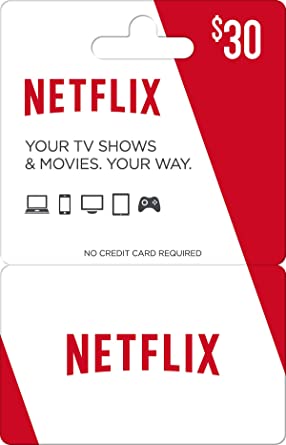 $30
NETFLIX
YOUR TV SHOWS
& MOVIES. YOUR WAY.
NO CREDIT CARD REQUIRED
NETFLIX